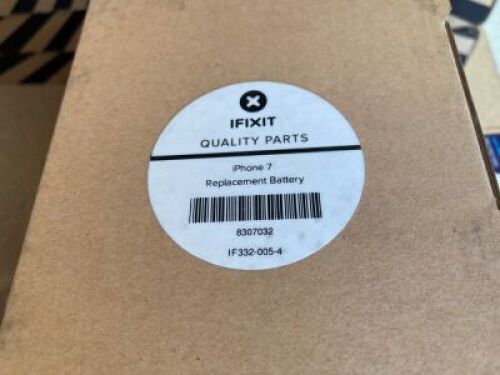 IFIXIT
QUALITY PARTS
iPhone 7
Replacement Battery
8307032
IF332-005-4